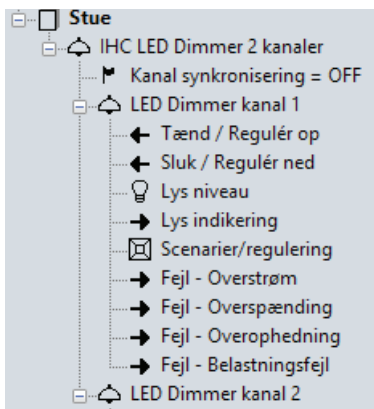 Stue
IHC LED Dimmer 2 kanaler
Kanal synkronisering = OFF
LED Dimmer kanal 1
Tænd / Regulér op
Sluk / Regulér ned
Lys niveau
Lys indikering
Scenarier/regulering
Fejl - Overstrøm
Fejl - Overspænding
Fejl - Overophedning
Fejl - Belastningsfejl
LED Dimmer kanal 2